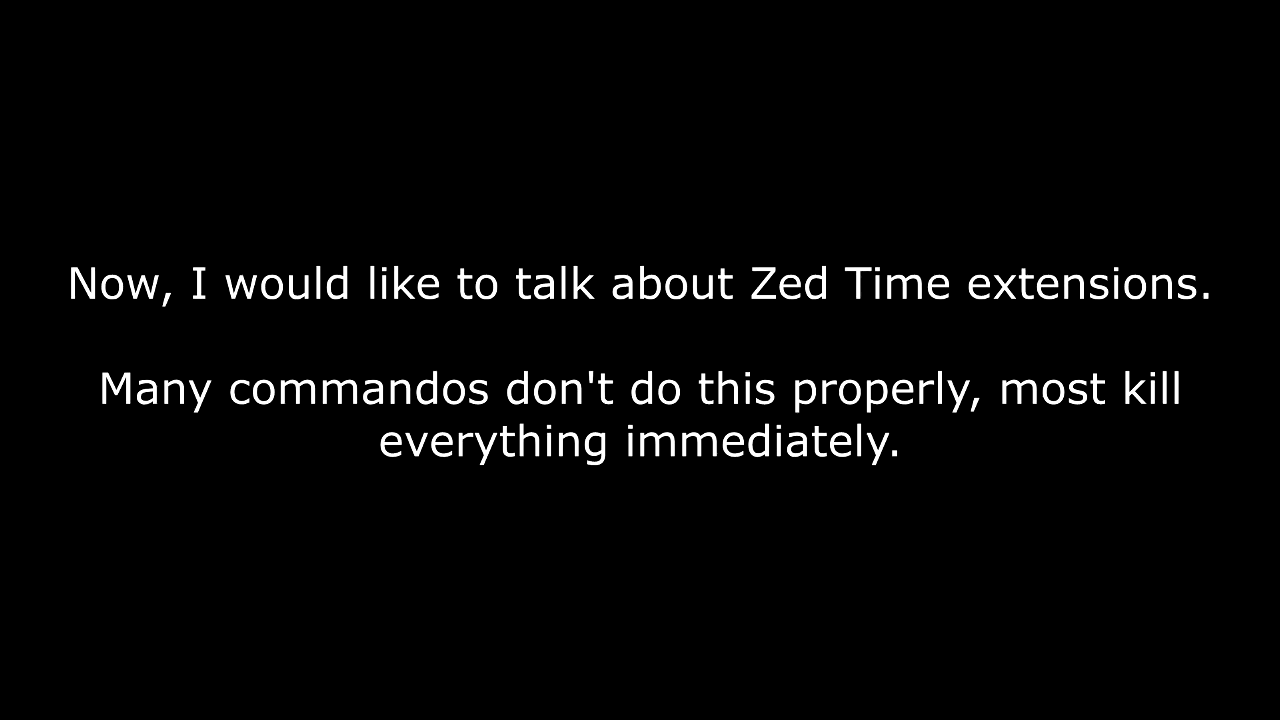 Now, I would like to talk about Zed Time extensions.
Many commandos don't do this properly, most kill
everything immediately.